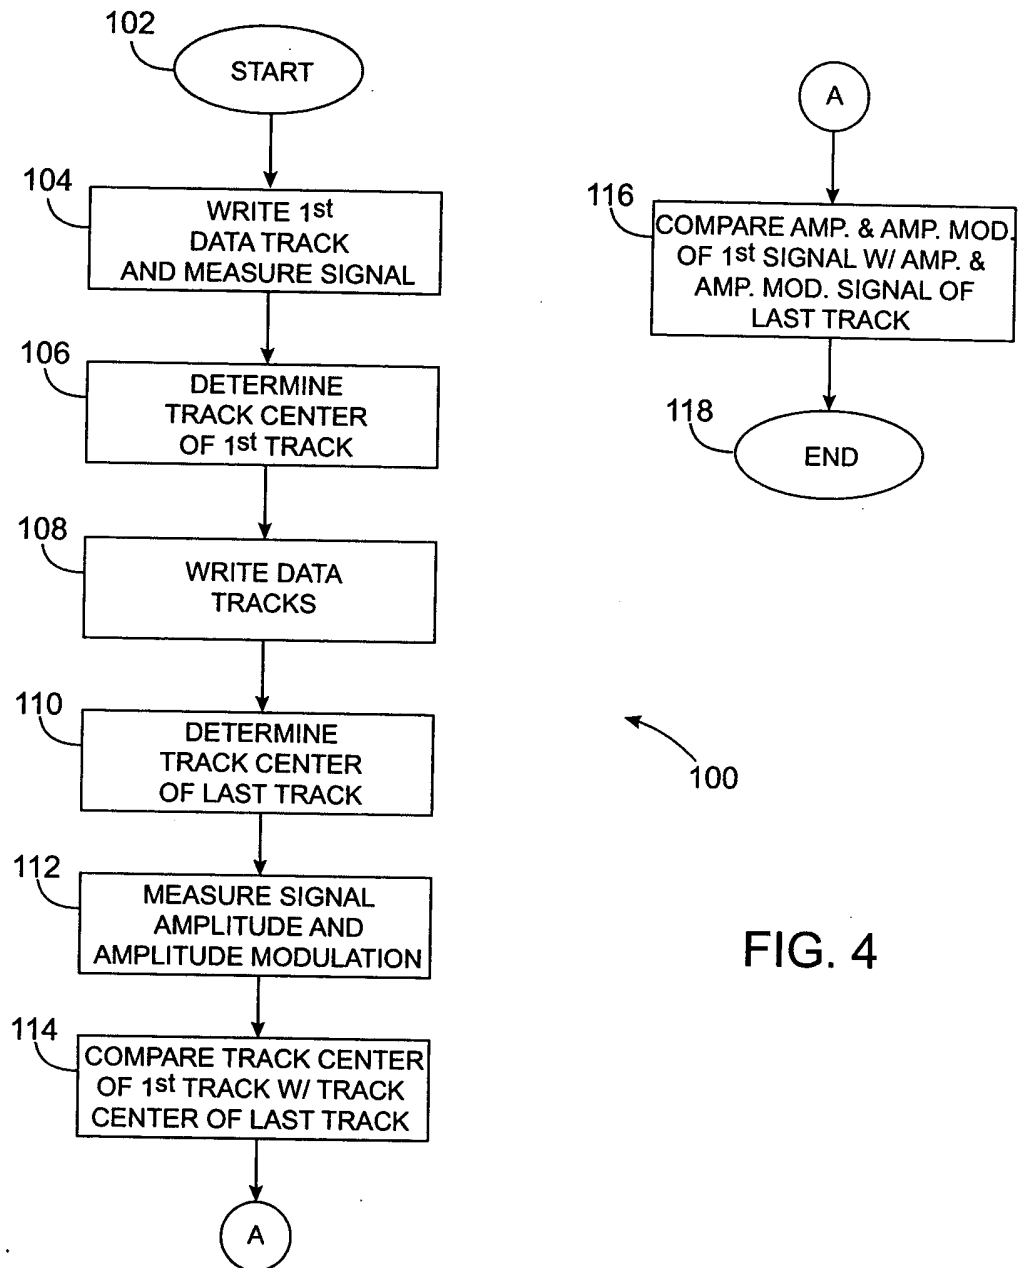 102
START
104
WRITE 1st
DATA TRACK
AND MEASURE SIGNAL
106
DETERMINE
TRACK CENTER
OF 1st TRACK
108
WRITE DATA
TRACKS
110
DETERMINE
TRACK CENTER
OF LAST TRACK
112
MEASURE SIGNAL
AMPLITUDE AND
AMPLITUDE MODULATION
114
COMPARE TRACK CENTER
OF 1st TRACK W/ TRACK
CENTER OF LAST TRACK
A
A
116
COMPARE AMP. & AMP. MOD.
OF 1st SIGNAL W/ AMP. &
AMP. MOD. SIGNAL OF
LAST TRACK
118
END
100
FIG. 4